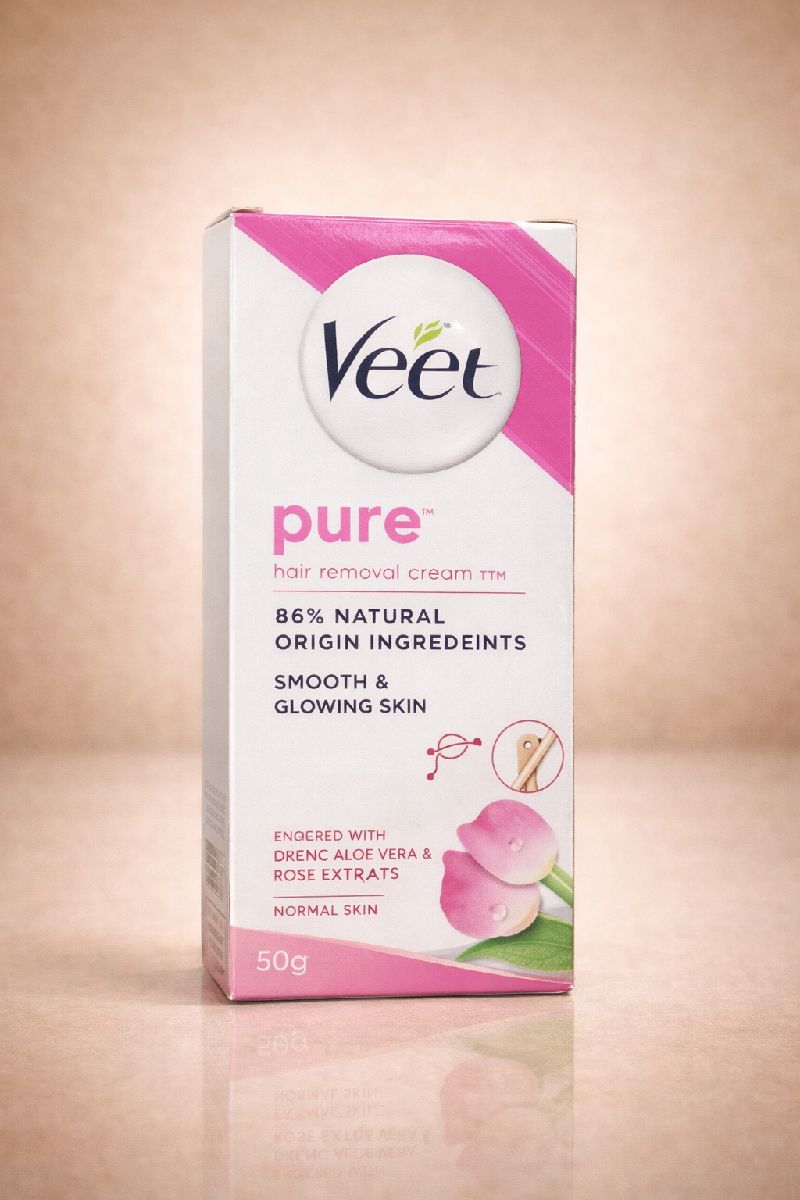 Veet
pure™
hair removal cream TTM
86% NATURAL
ORIGIN INGREDEINTS
SMOOTH &
GLOWING SKIN
ENQERED WITH
DRENC ALOE VERA &
ROSE EXTRATS
NORMAL SKIN
50g